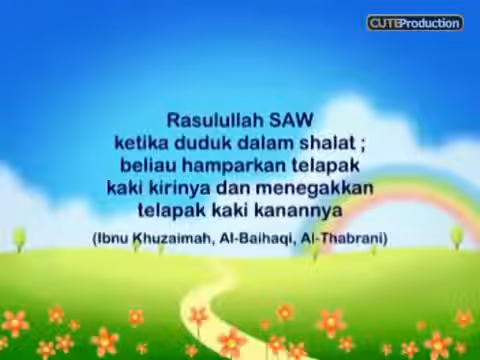 CUTEProduction
Rasulullah SAW
ketika duduk dalam shalat ;
beliau hamparkan telapak
kaki kirinya dan menegakkan
telapak kaki kanannya
(Ibnu Khuzaimah, Al-Baihaqi, Al-Thabrani)